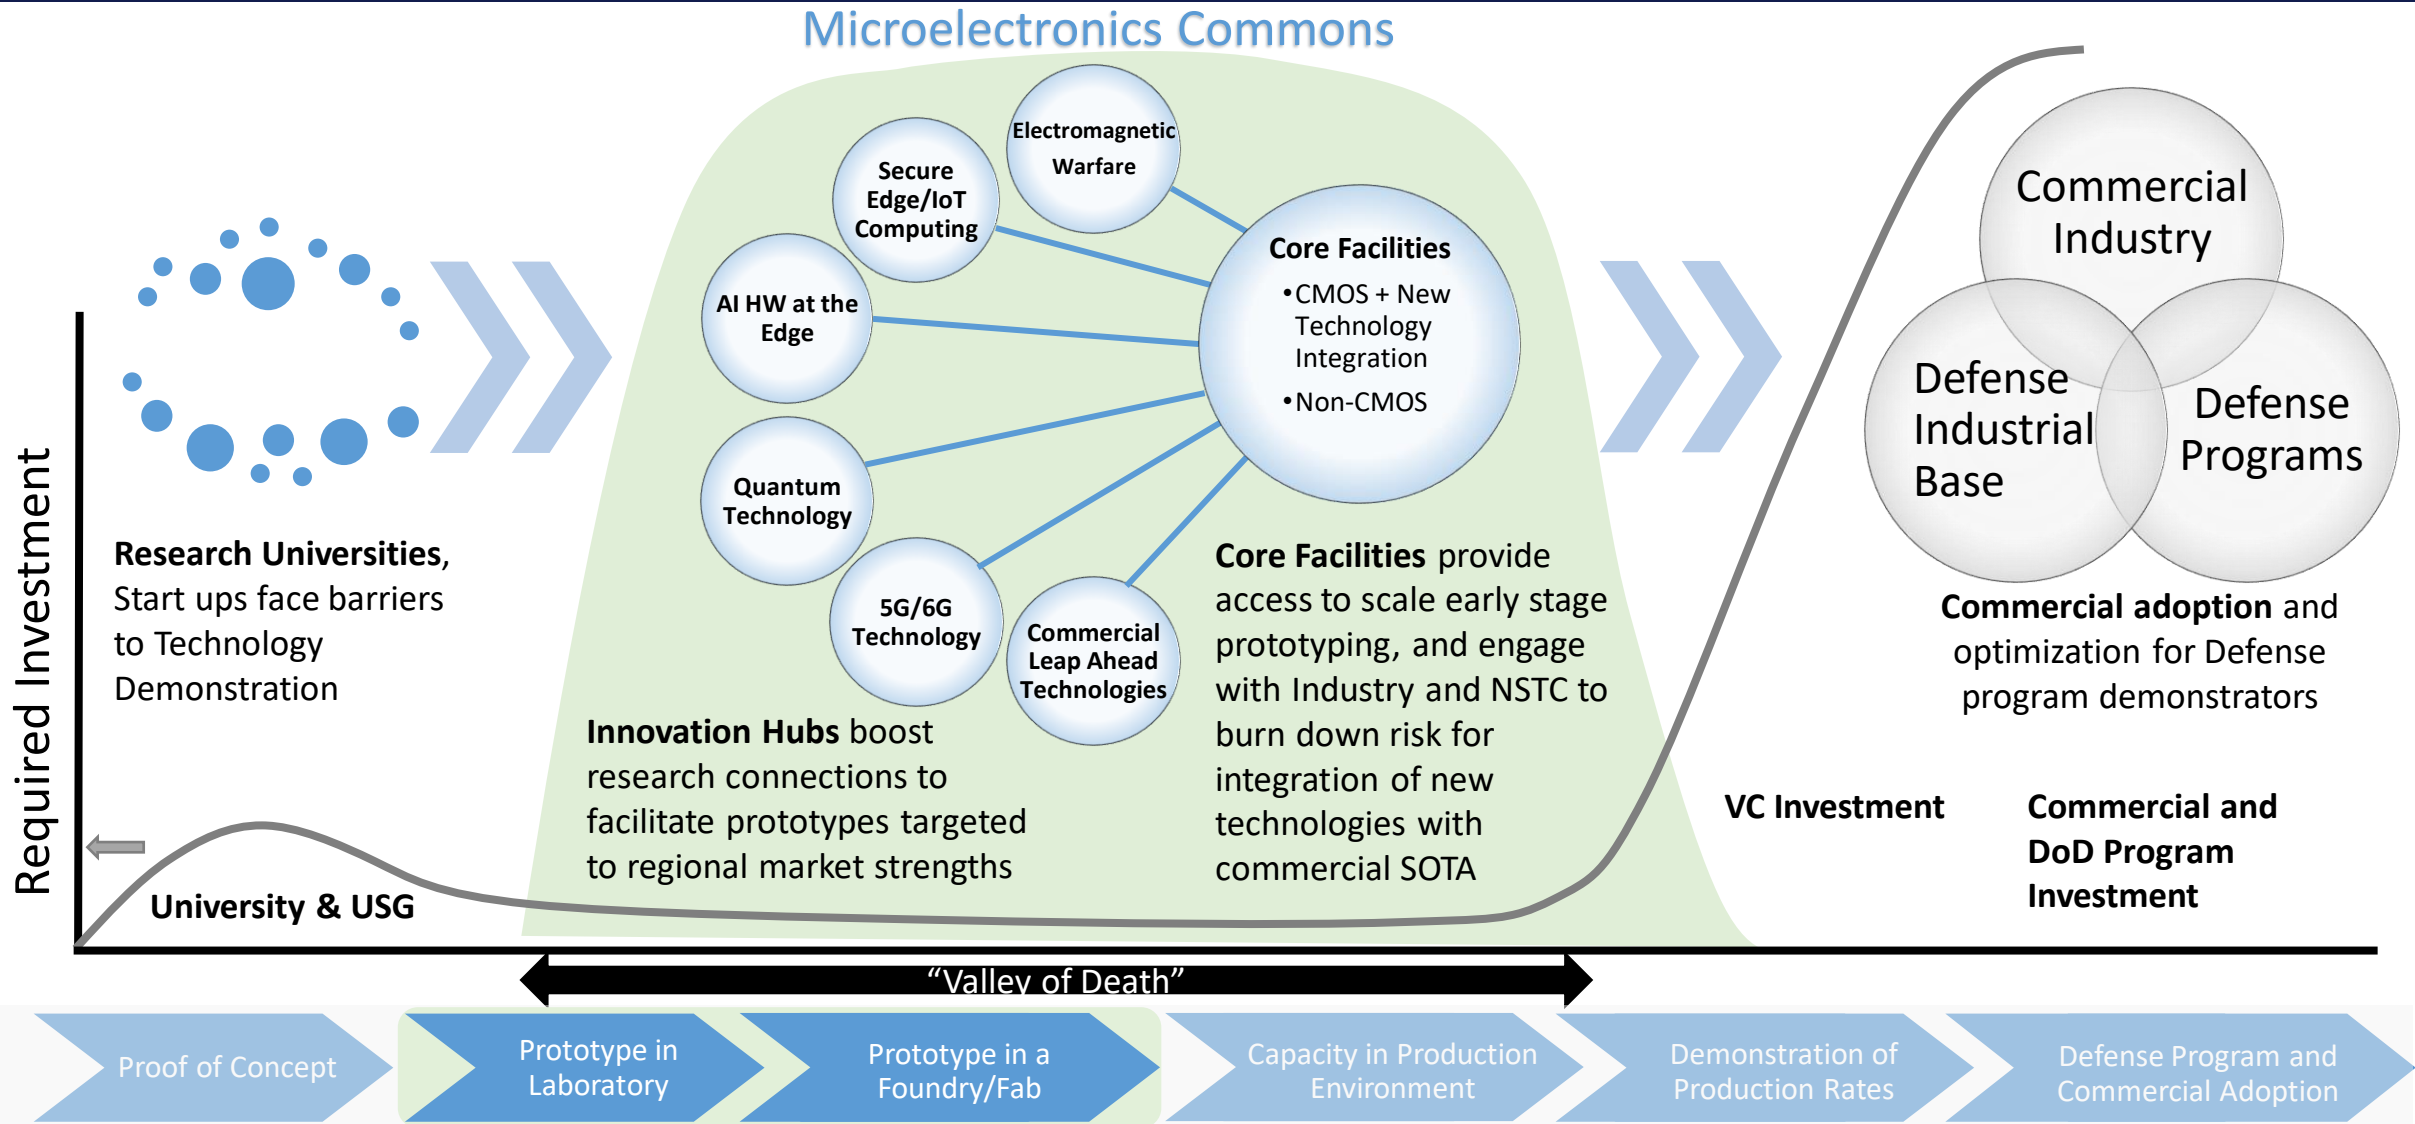 Microelectronics Commons
Required Investment
Research Universities,
Start ups face barriers
to Technology
Demonstration
University & USG
Electromagnetic
Warfare
Secure
Edge/IoT
Computing
AI HW at the
Edge
Quantum
Technology
5G/6G
Technology
Commercial
Leap Ahead
Technologies
Core Facilities
•CMOS + New
Technology
Integration
•Non-CMOS
Innovation Hubs boost
research connections to
facilitate prototypes targeted
to regional market strengths
Core Facilities provide
access to scale early stage
prototyping, and engage
with Industry and NSTC to
burn down risk for
integration of new
technologies with
commercial SOTA
Commercial
Industry
Defense
Industrial
Base
Defense
Programs
Commercial adoption and
optimization for Defense
program demonstrators
VC Investment
Commercial and
DoD Program
Investment
“Valley of Death”
Proof of Concept
Prototype in
Laboratory
Prototype in a
Foundry/Fab
Capacity in Production
Environment
Demonstration of
Production Rates
Defense Program and
Commercial Adoption